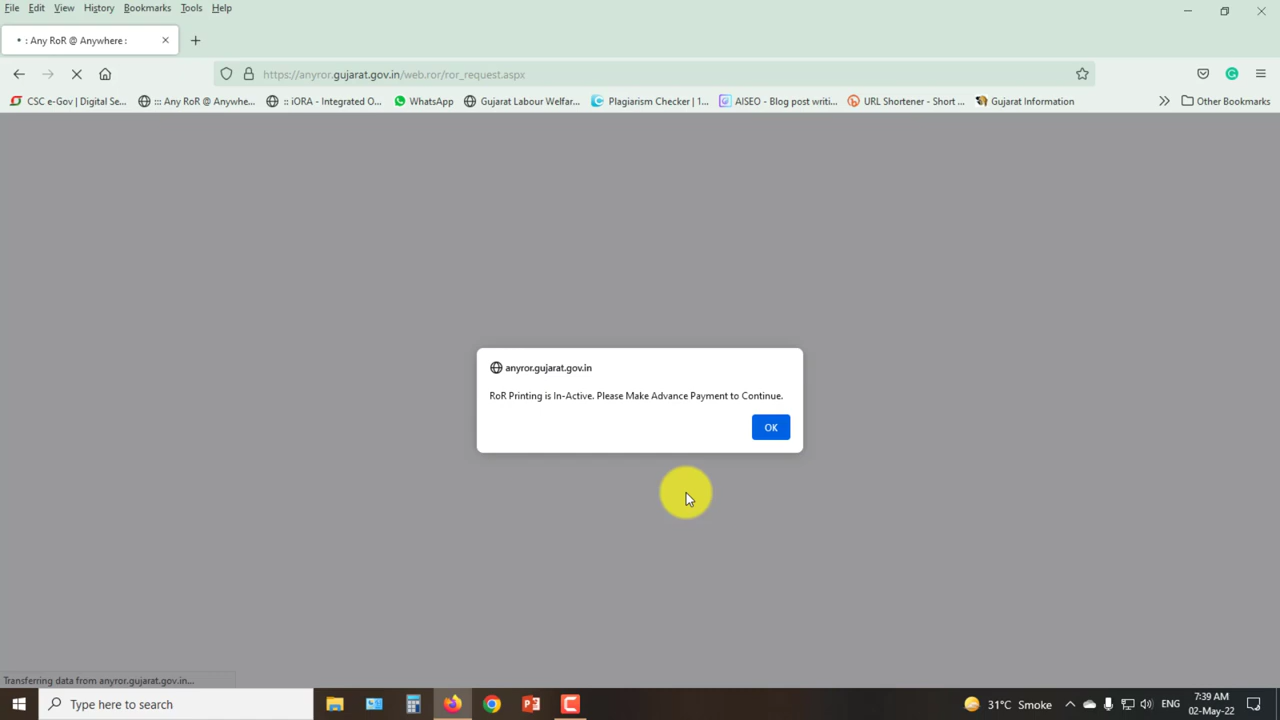 File Edit View History Bookmarks Tools Help
: Any RoR @ Anywhere :
https://anyror.gujarat.gov.in/web.ror/ror_request.aspx
CSC e-Gov | Digital Se... ::: Any RoR @ Anywhe... :: iORA - Integrated O... WhatsApp Gujarat Labour Welfar... Plagiarism Checker | 1... AISEO - Blog post writi... URL Shortener - Short ... Gujarat Information Other Bookmarks
anyror.gujarat.gov.in
RoR Printing is In-Active. Please Make Advance Payment to Continue.
OK
Transferring data from anyror.gujarat.gov.in...
Type here to search
31°C Smoke
ENG
7:39 AM
02-May-22